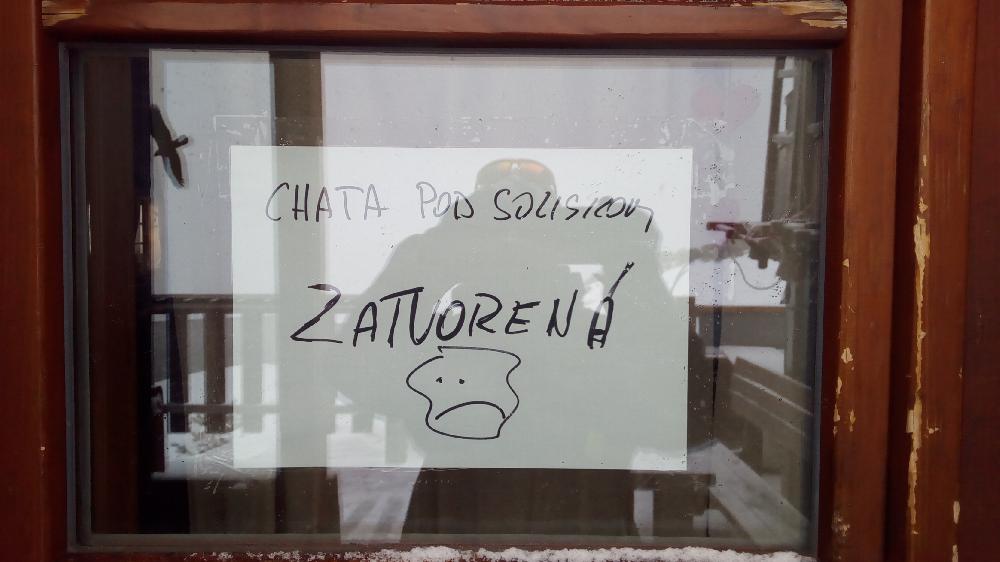 CHATA POD SOLISKOM
ZATVORENÁ